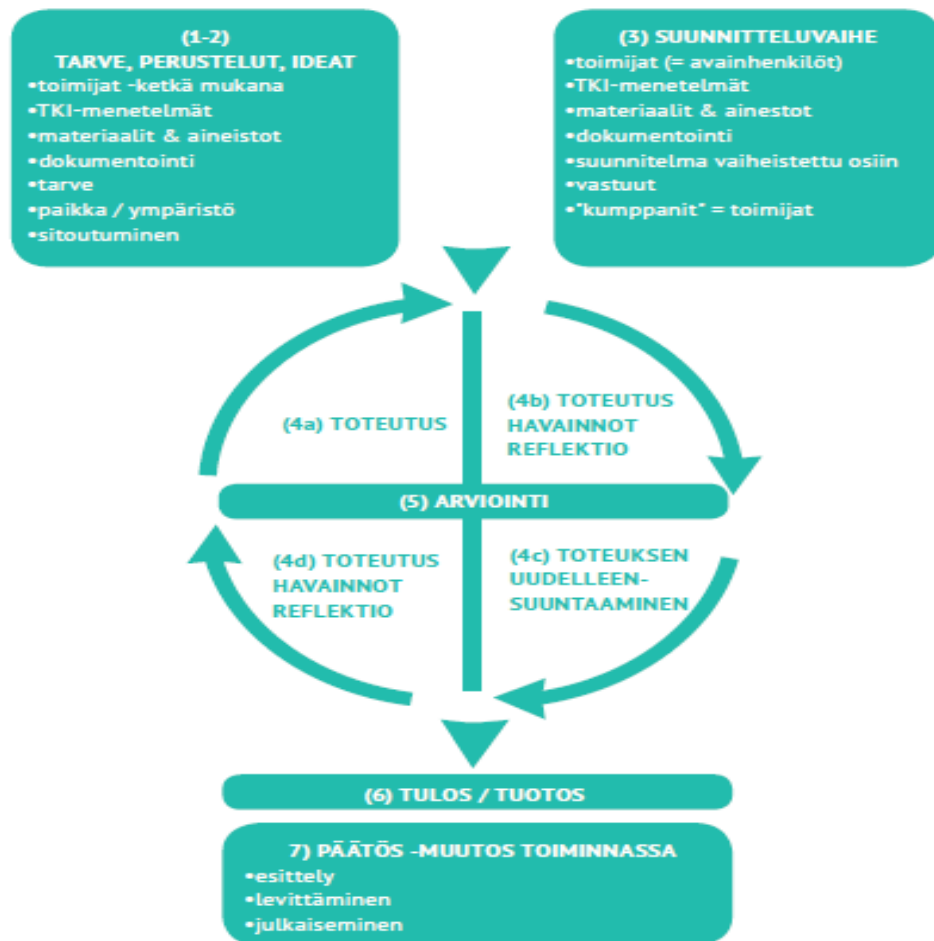 (1-2)
TARVE, PERUSTELUT, IDEAT
•toimijat -ketkä mukana
•TKI-menetelmät
•materiaalit & aineistot
•dokumentointi
•tarve
•paikka / ympäristö
•sitoutuminen
(3) SUUNNITTELUVAIHE
•toimijat (= avainhenkilöt)
•TKI-menetelmät
•materiaalit & ainestot
•dokumentointi
•suunnitelma vaiheistettu osiin
•vastuut
•"kumppanit" = toimijat
(4a) TOTEUTUS
(4b) TOTEUTUS
HAVAINNOT
REFLEKTIO
(5) ARVIOINTI
(4d) TOTEUTUS
HAVAINNOT
REFLEKTIO
(4c) TOTEUKSEN
UUDELLEEN-
SUUNTAAMINEN
(6) TULOS / TUOTOS
7) PÄÄTÖS -MUUTOS TOIMINNASSA
•esittely
•levittäminen
•julkaiseminen